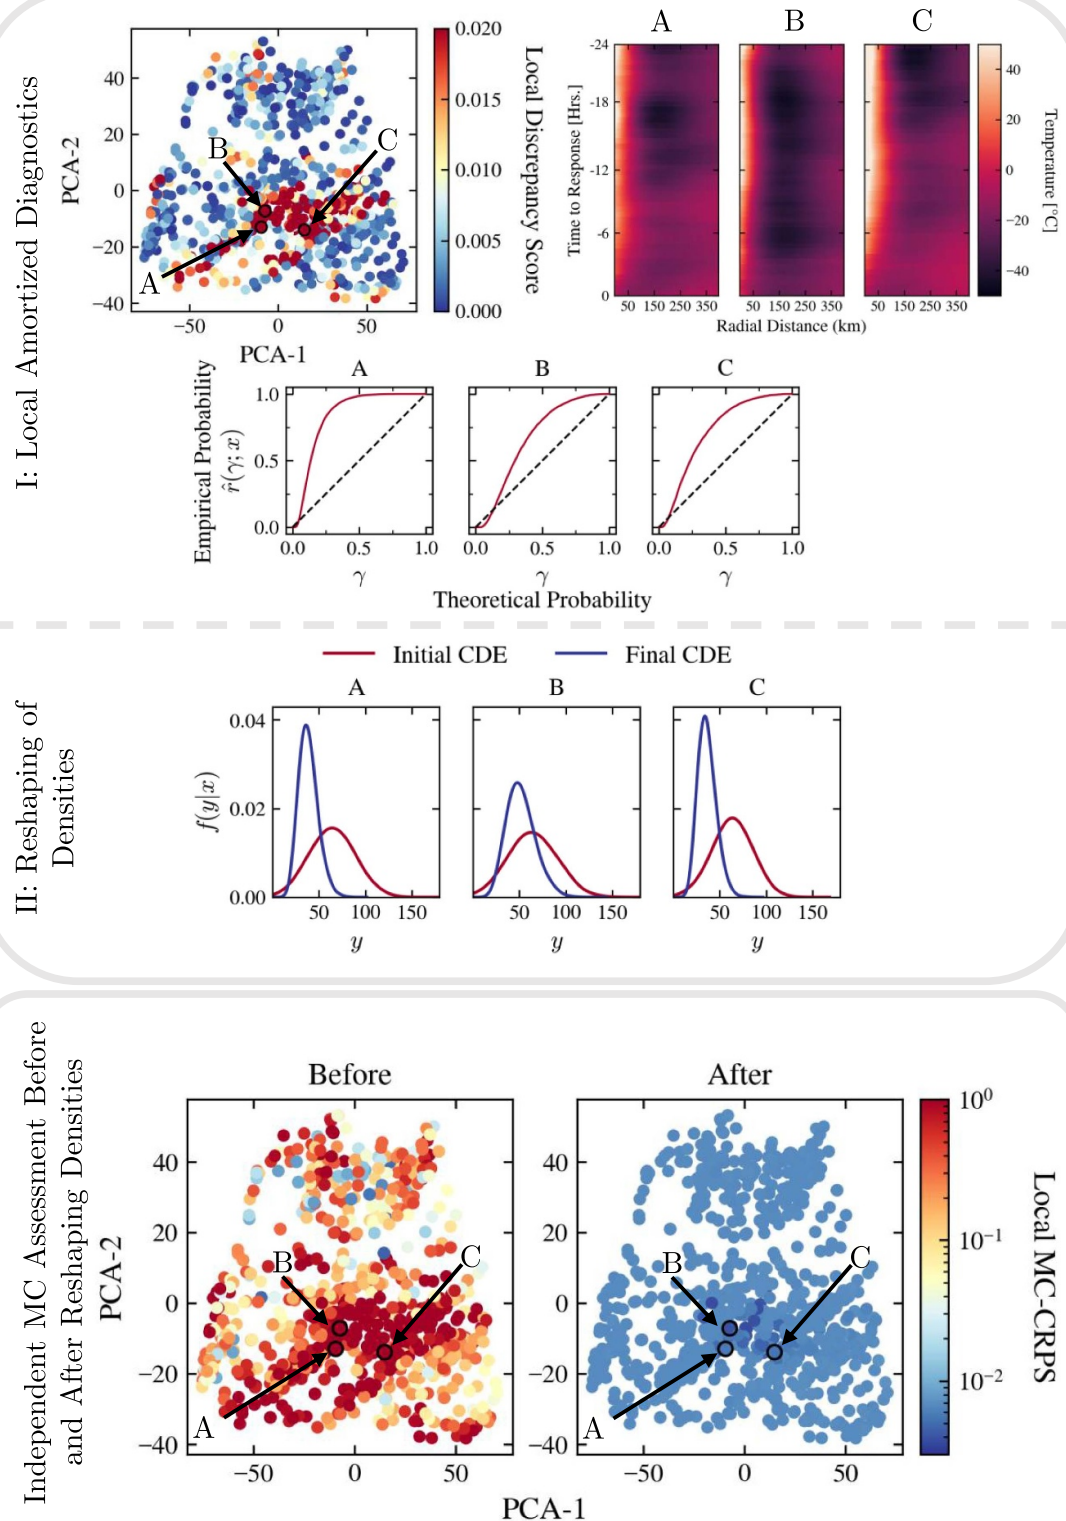 I: Local Amortized Diagnostics
PCA-2
40
20
0
−20
−40
−50
0
50
PCA-1
A
B
C
0.020
0.015
0.010
0.005
0.000
Local Discrepancy Score
A
B
C
Time to Response [Hrs.]
-24
-18
-12
-6
0
50 150 250 350
50 150 250 350
50 150 250 350
Radial Distance (km)
40
20
0
−20
−40
Temperature [°C]
A
B
C
Empirical Probability
r̂(γ; x)
1.0
0.5
0.0
0.0 0.5 1.0
0.0 0.5 1.0
0.0 0.5 1.0
γ
γ
γ
Theoretical Probability
Initial CDE
Final CDE
II: Reshaping of
Densities
A
B
C
f(y|x)
0.04
0.02
0.00
50 100 150
50 100 150
50 100 150
y
y
y
Independent MC Assessment Before
and After Reshaping Densities
Before
After
PCA-2
40
20
0
−20
−40
−50 0 50
A
B
C
40
20
0
−20
−40
−50 0 50
A
B
C
PCA-1
10⁰
10⁻¹
10⁻²
Local MC-CRPS